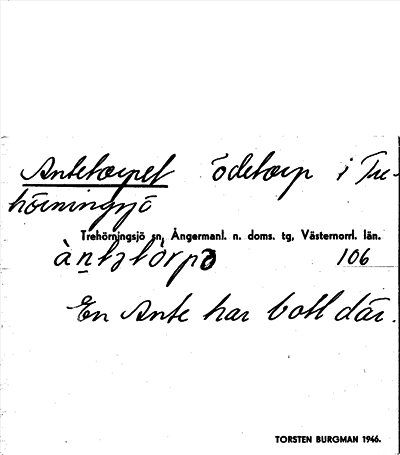 Antetorpet ödetorp i Tre-
hörningsjö
Trehörningsjö sn, Ångermanl. n. doms. tg, Västernorrl. län.
àntətórpə 106
En Ante har bott där.
TORSTEN BURGMAN 1946.